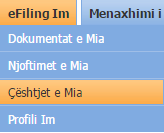 eFiling Im Menaxhimi i
Dokumentat e Mia
Njoftimet e Mia
Çështjet e Mia
Profili Im